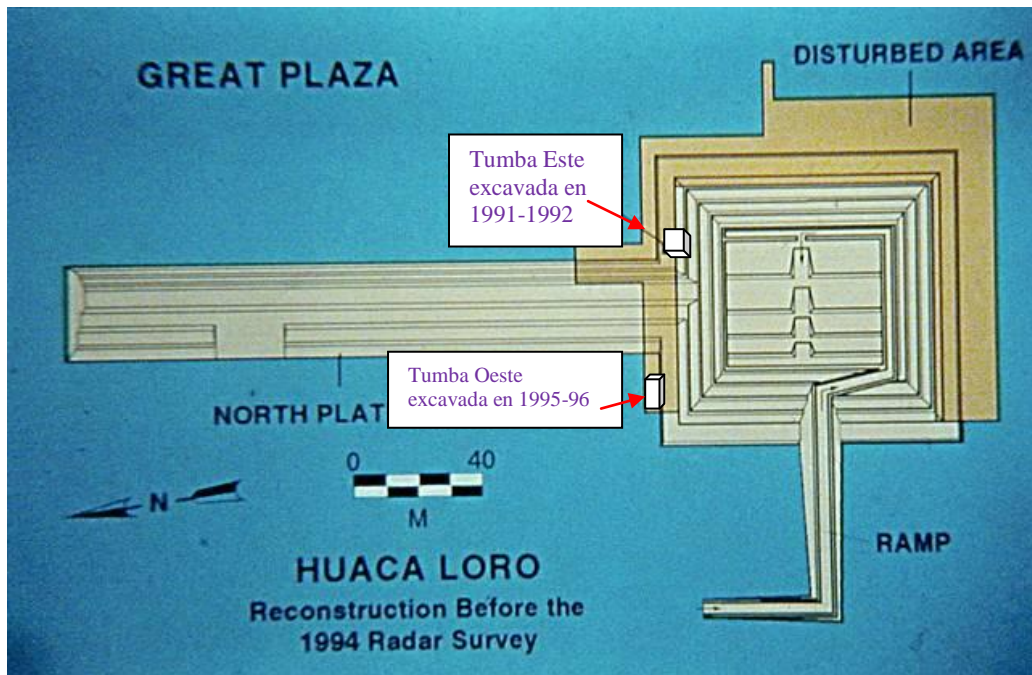 GREAT PLAZA
DISTURBED AREA
Tumba Este
excavada en
1991-1992
Tumba Oeste
excavada en 1995-96
NORTH PLAT
0 40
M
N
RAMP
HUACA LORO
Reconstruction Before the
1994 Radar Survey